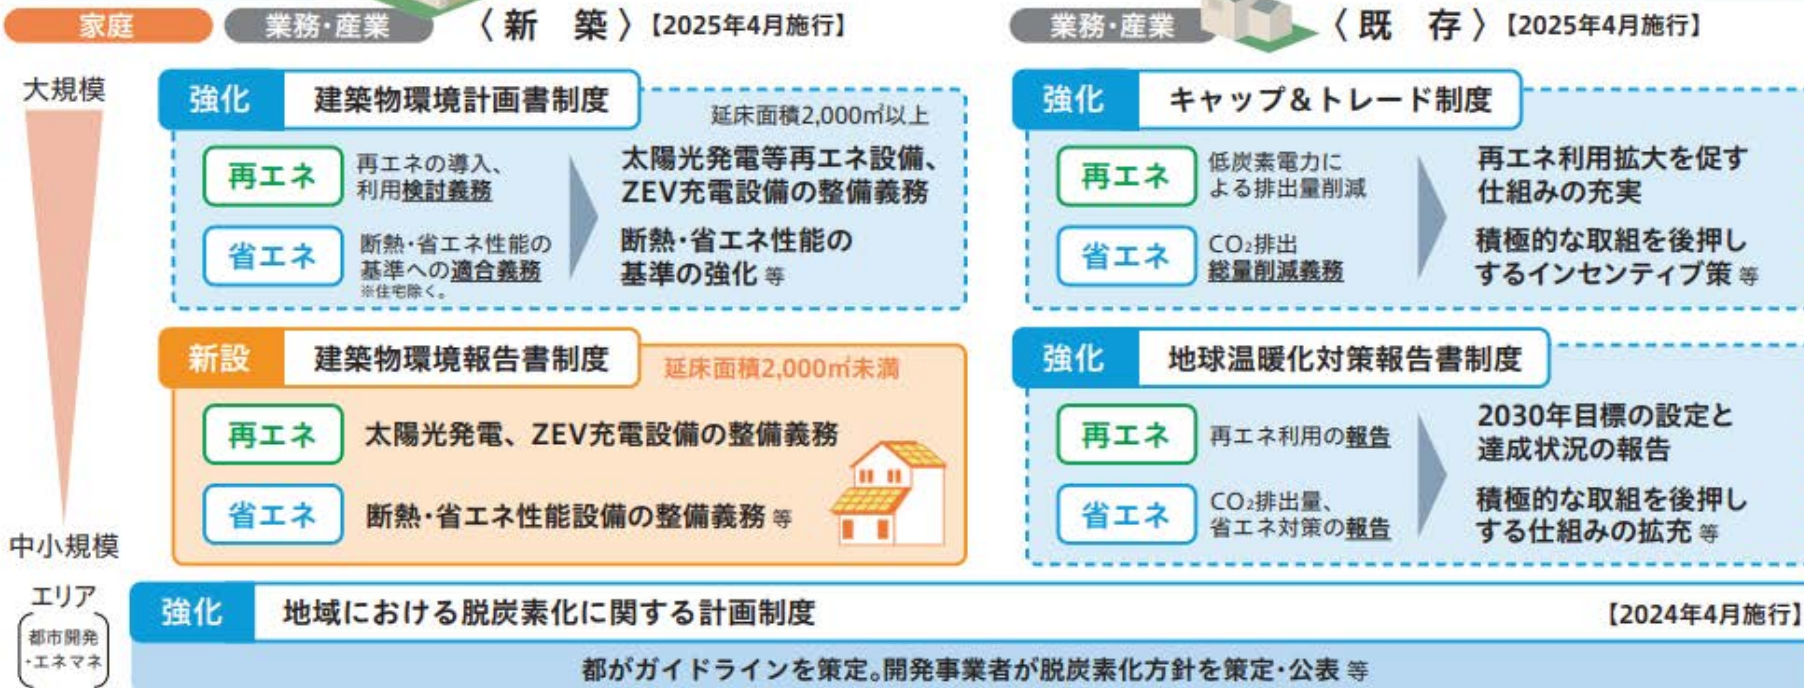 家庭
業務・産業
〈新 築〉【2025年4月施行】
業務・産業
〈既 存〉【2025年4月施行】
大規模
中小規模
強化 建築物環境計画書制度
延床面積2,000㎡以上
再エネ
再エネの導入、
利用検討義務
太陽光発電等再エネ設備、
ZEV充電設備の整備義務
省エネ
断熱・省エネ性能の
基準への適合義務
※住宅除く。
断熱・省エネ性能の
基準の強化 等
強化 キャップ&トレード制度
再エネ
低炭素電力に
よる排出量削減
再エネ利用拡大を促す
仕組みの充実
省エネ
CO₂排出
総量削減義務
積極的な取組を後押し
するインセンティブ策 等
新設 建築物環境報告書制度
延床面積2,000㎡未満
再エネ
太陽光発電、ZEV充電設備の整備義務
省エネ
断熱・省エネ性能設備の整備義務 等
強化 地球温暖化対策報告書制度
再エネ
再エネ利用の報告
2030年目標の設定と
達成状況の報告
省エネ
CO₂排出量、
省エネ対策の報告
積極的な取組を後押し
する仕組みの拡充 等
エリア
都市開発
・エネマネ
強化 地域における脱炭素化に関する計画制度
【2024年4月施行】
都がガイドラインを策定。開発事業者が脱炭素化方針を策定・公表 等